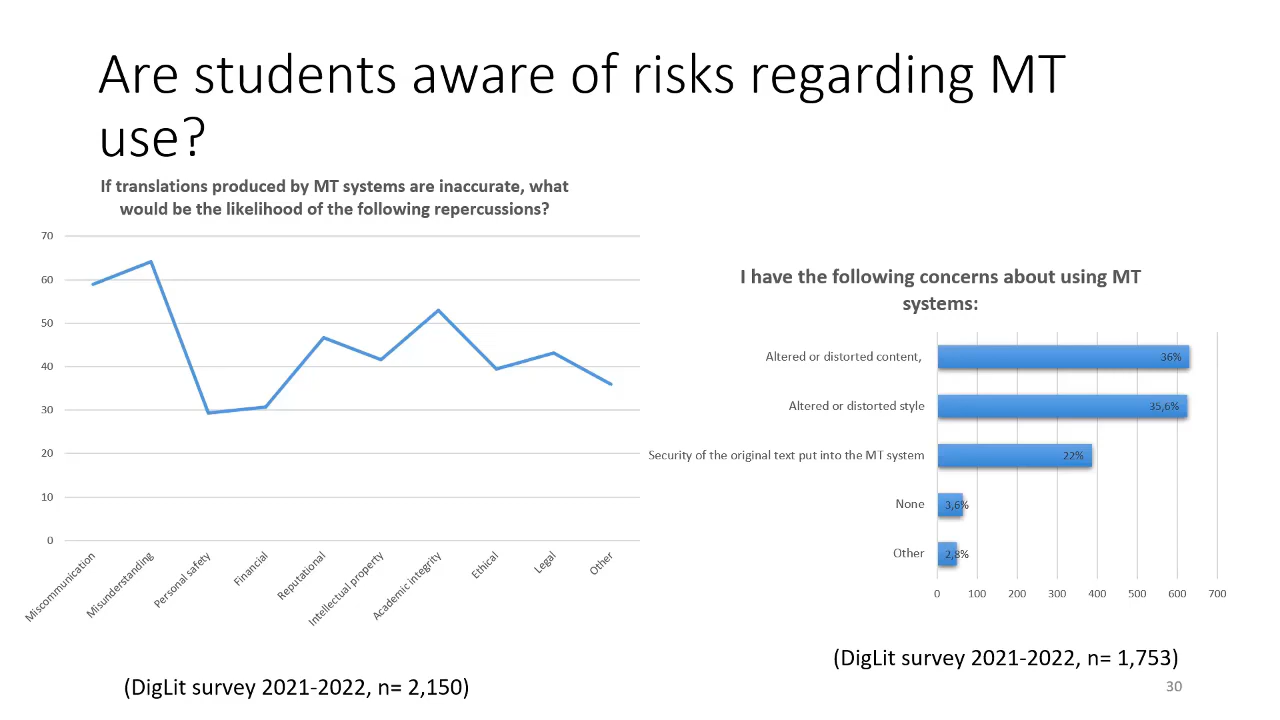 Are students aware of risks regarding MT
use?
If translations produced by MT systems are inaccurate, what
would be the likelihood of the following repercussions?
70
60
50
40
30
20
10
0
Miscommunication
Misunderstanding
Personal safety
Financial
Reputational
Intellectual property
Academic integrity
Ethical
Legal
Other
(DigLit survey 2021-2022, n= 2,150)
I have the following concerns about using MT
systems:
Altered or distorted content, 36%
Altered or distorted style 35,6%
Security of the original text put into the MT system 22%
None 3,6%
Other 2,8%
0 100 200 300 400 500 600 700
(DigLit survey 2021-2022, n= 1,753)
30